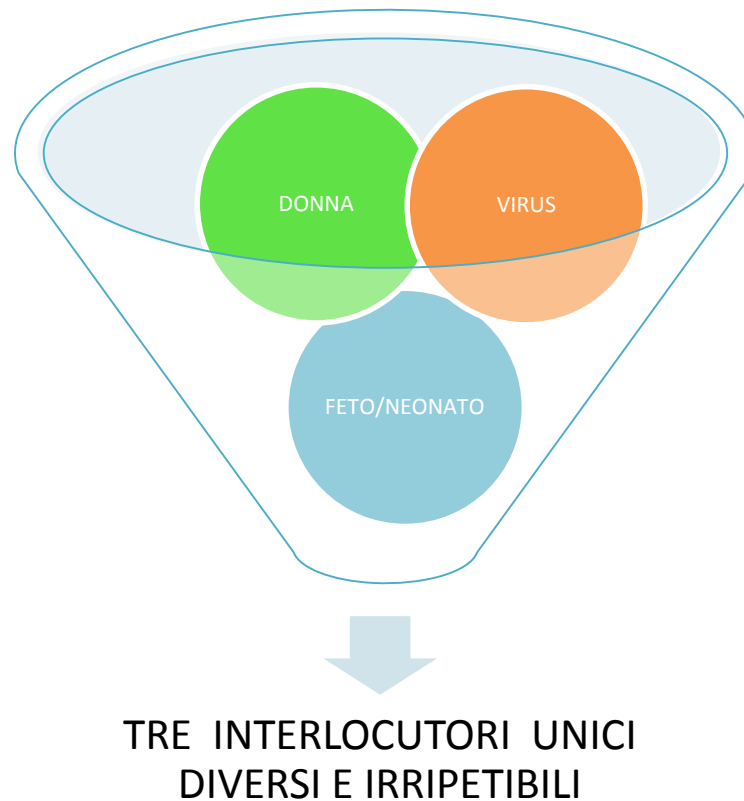 DONNA
VIRUS
FETO/NEONATO
TRE INTERLOCUTORI UNICI
DIVERSI E IRRIPETIBILI